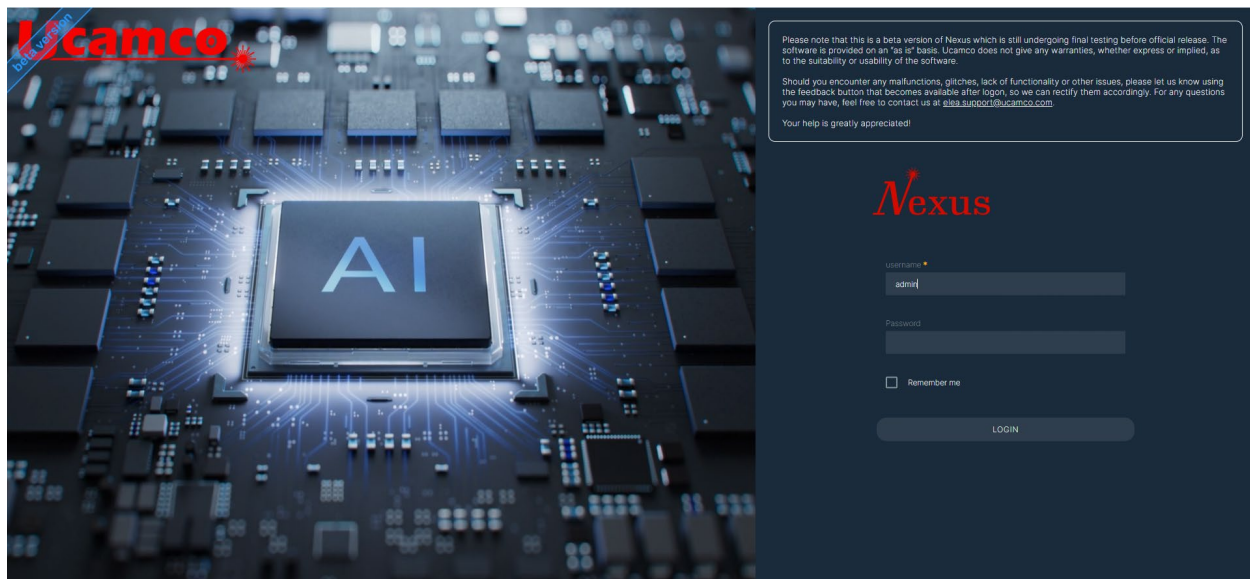 Ucamco
beta version
AI
Please note that this is a beta version of Nexus which is still undergoing final testing before official release. The
software is provided on an "as is" basis. Ucamco does not give any warranties, whether express or implied, as
to the suitability or usability of the software.
Should you encounter any malfunctions, glitches, lack of functionality or other issues, please let us know using
the feedback button that becomes available after logon, so we can rectify them accordingly. For any questions
you may have, feel free to contact us at elea.support@ucamco.com.
Your help is greatly appreciated!
Nexus
username *
admin
Password
Remember me
LOGIN